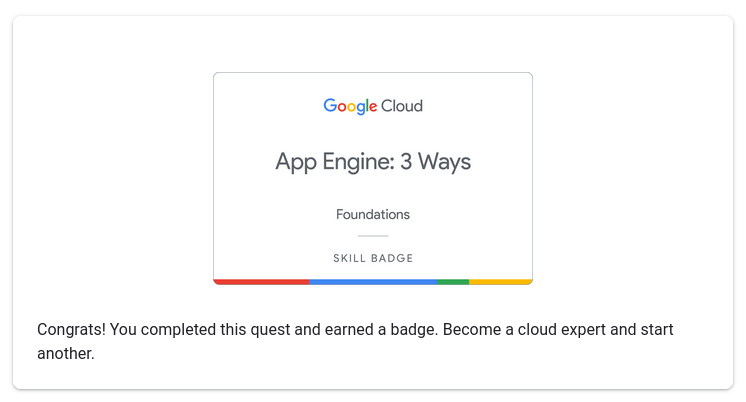 Google Cloud
App Engine: 3 Ways
Foundations
SKILL BADGE
Congrats! You completed this quest and earned a badge. Become a cloud expert and start
another.